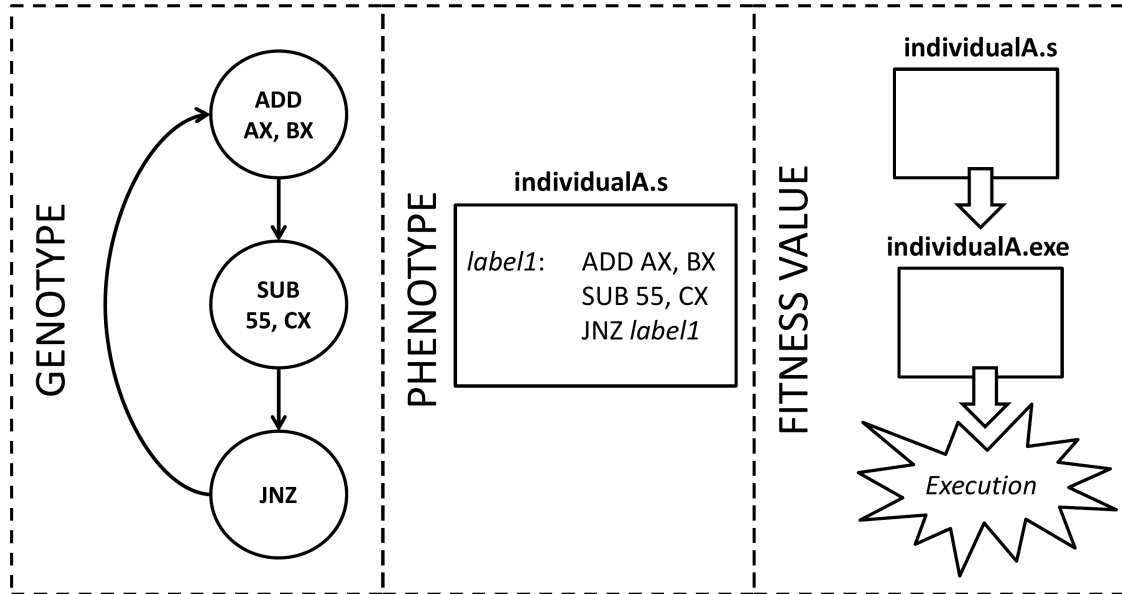 GENOTYPE
ADD
AX, BX
SUB
55, CX
JNZ
PHENOTYPE
individualA.s
label1: ADD AX, BX
SUB 55, CX
JNZ label1
FITNESS VALUE
individualA.s
individualA.exe
Execution